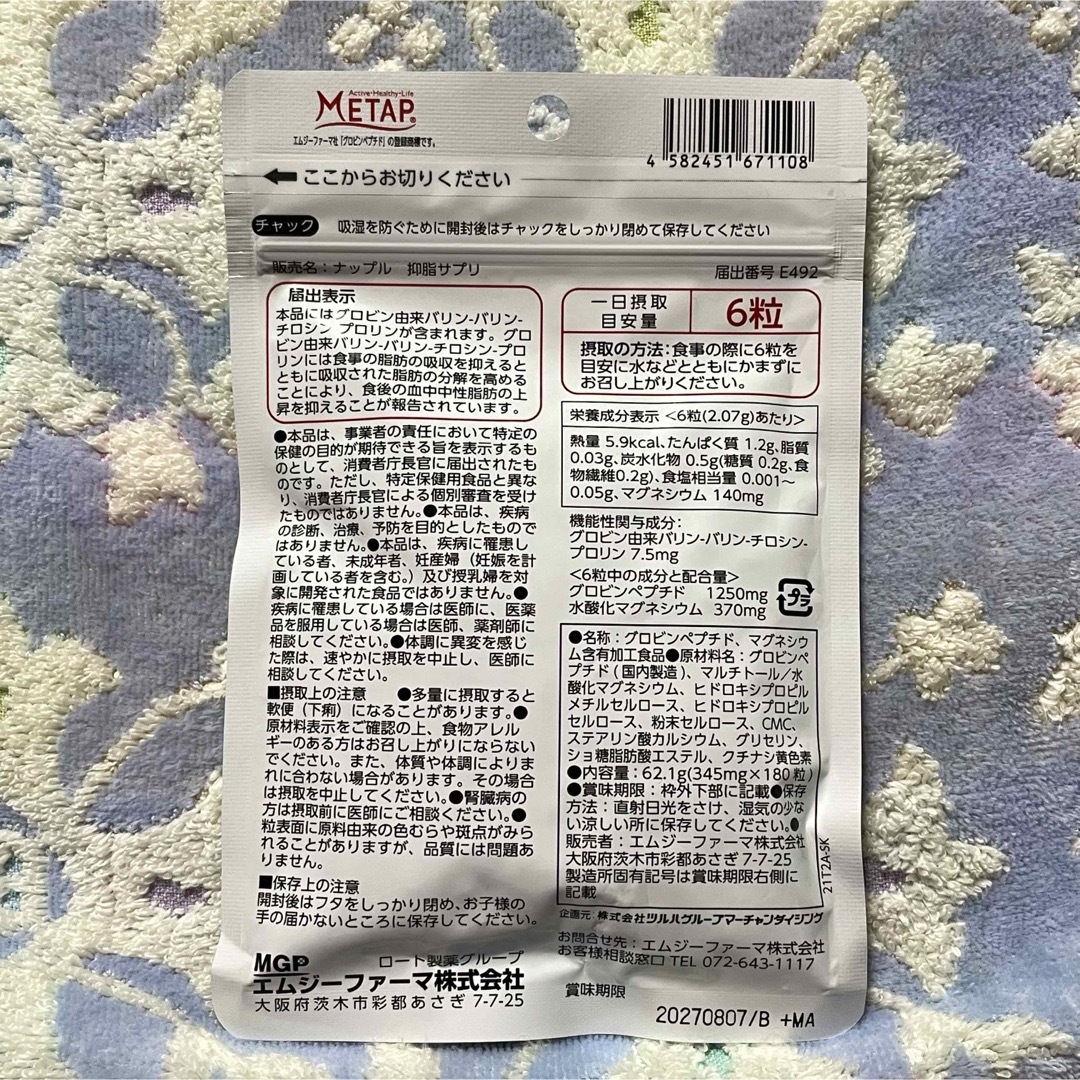 Active・Healthy・Life
METAP®
エムジーファーマ社「グロビンペプチド」の登録商標です。
4 582451 671108
ここからお切りください
チャック 吸湿を防ぐために開封後はチャックをしっかり閉めて保存してください
販売名：ナップル 抑脂サプリ
届出番号 E492
届出表示
本品にはグロビン由来バリン-バリン-
チロシン-プロリンが含まれます。グロ
ビン由来バリン-バリン-チロシン-プロ
リンには食事の脂肪の吸収を抑えると
ともに吸収された脂肪の分解を高める
ことにより、食後の血中中性脂肪の上
昇を抑えることが報告されています。
●本品は、事業者の責任において特定の
保健の目的が期待できる旨を表示するも
のとして、消費者庁長官に届出されたも
のです。ただし、特定保健用食品と異な
り、消費者庁長官による個別審査を受け
たものではありません。●本品は、疾病
の診断、治療、予防を目的としたもので
はありません。●本品は、疾病に罹患し
ている者、未成年者、妊産婦（妊娠を計
画している者を含む。）及び授乳婦を対
象に開発された食品ではありません。●
疾病に罹患している場合は医師に、医薬
品を服用している場合は医師、薬剤師に
相談してください。●体調に異変を感じ
た際は、速やかに摂取を中止し、医師に
相談してください。
■摂取上の注意 ●多量に摂取すると
軟便（下痢）になることがあります。●
原材料表示をご確認の上、食物アレル
ギーのある方はお召し上がりにならない
でください。また、体質や体調によりま
れに合わない場合があります。その場合
は摂取を中止してください。●腎臓病の
方は摂取前に医師にご相談ください。●
粒表面に原料由来の色むらや斑点がみら
れることがありますが、品質には問題あ
りません。
■保存上の注意
開封後はフタをしっかり閉め、お子様の
手の届かないところに保存してください。
MGP ロート製薬グループ
エムジーファーマ株式会社
大阪府茨木市彩都あさぎ 7-7-25
一日摂取
目安量
6粒
摂取の方法：食事の際に6粒を
目安に水などとともにかまずに
お召し上がりください。
栄養成分表示 <6粒(2.07g)あたり>
熱量 5.9kcal、たんぱく質 1.2g、脂質
0.03g、炭水化物 0.5g(糖質 0.2g、食
物繊維0.2g)、食塩相当量 0.001～
0.05g、マグネシウム 140mg
機能性関与成分：
グロビン由来バリン-バリン-チロシン-
プロリン 7.5mg
<6粒中の成分と配合量>
グロビンペプチド 1250mg
水酸化マグネシウム 370mg
プラ
●名称：グロビンペプチド、マグネシウ
ム含有加工食品●原材料名：グロビンペ
プチド(国内製造)、マルチトール/水
酸化マグネシウム、ヒドロキシプロピル
メチルセルロース、ヒドロキシプロピル
セルロース、粉末セルロース、CMC、
ステアリン酸カルシウム、グリセリン、
ショ糖脂肪酸エステル、クチナシ黄色素
●内容量：62.1g(345mg×180粒)
●賞味期限：枠外下部に記載●保存
方法：直射日光をさけ、湿気の少な
い涼しい所に保存してください。●
販売者：エムジーファーマ株式会社
大阪府茨木市彩都あさぎ 7-7-25
製造所固有記号は賞味期限右側に
記載
21T2A-SK
企画元：株式会社ツルハグループマーチャンダイジング
お問合せ先：エムジーファーマ株式会社
お客様相談窓口 TEL 072-643-1117
賞味期限
20270807/B +MA